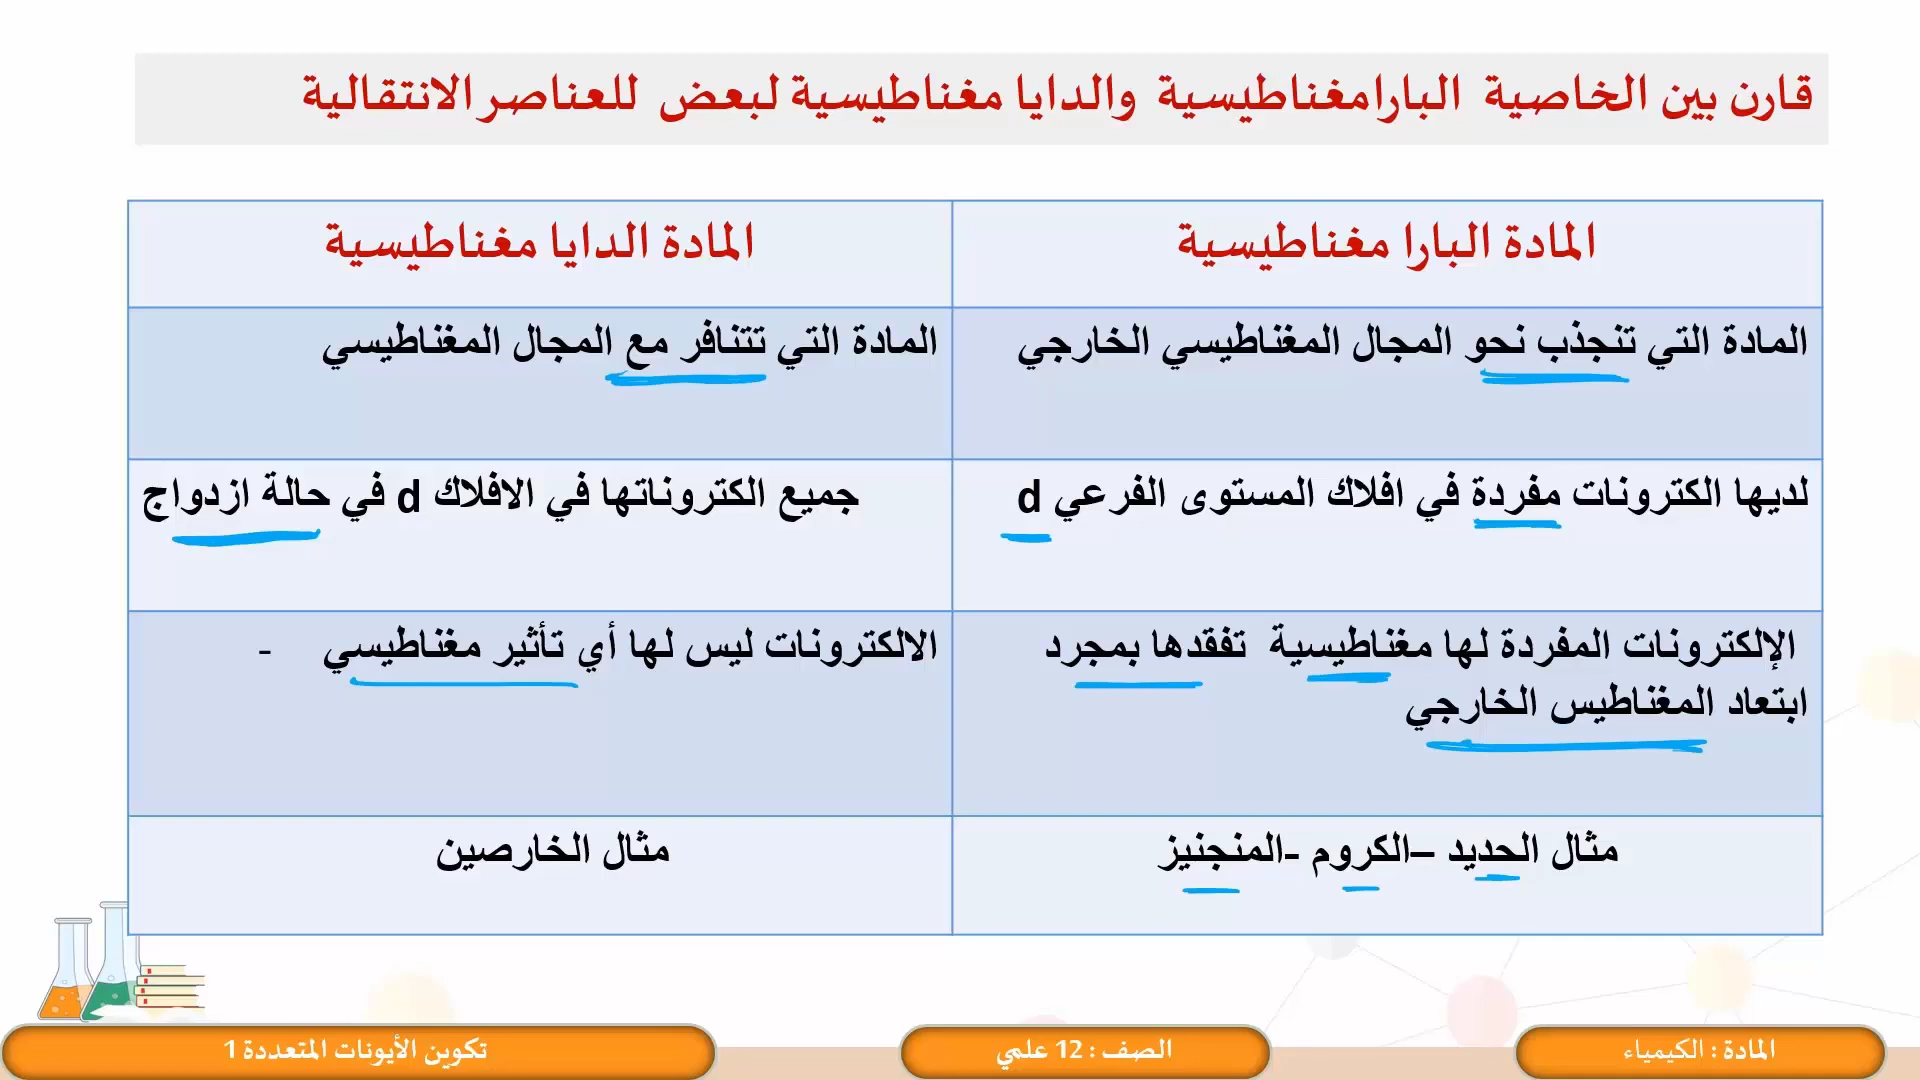 قارن بين الخاصية البارامغناطيسية والدايا مغناطيسية لبعض للعناصر الانتقالية
المادة البارا مغناطيسية
المادة الدايا مغناطيسية
المادة التي تنجذب نحو المجال المغناطيسي الخارجي
المادة التي تتنافر مع المجال المغناطيسي
لديها الكترونات مفردة في افلاك المستوى الفرعي d
جميع الكتروناتها في الافلاك d في حالة ازدواج
الإلكترونات المفردة لها مغناطيسية تفقدها بمجرد
ابتعاد المغناطيس الخارجي
الالكترونات ليس لها أي تأثير مغناطيسي -
مثال الحديد –الكروم -المنجنيز
مثال الخارصين
المادة : الكيمياء
الصف : 12 علمي
تكوين الأيونات المتعددة 1